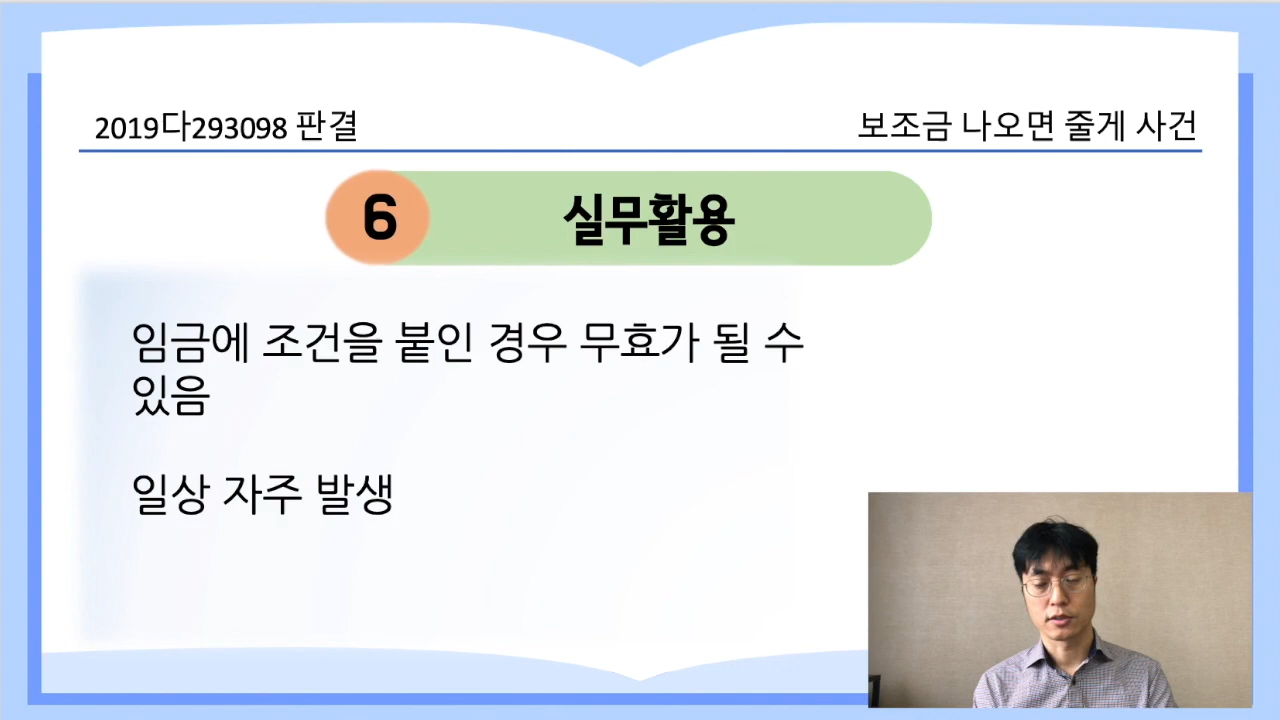 2019다293098 판결
보조금 나오면 줄게 사건
6 실무활용
임금에 조건을 붙인 경우 무효가 될 수
있음
일상 자주 발생